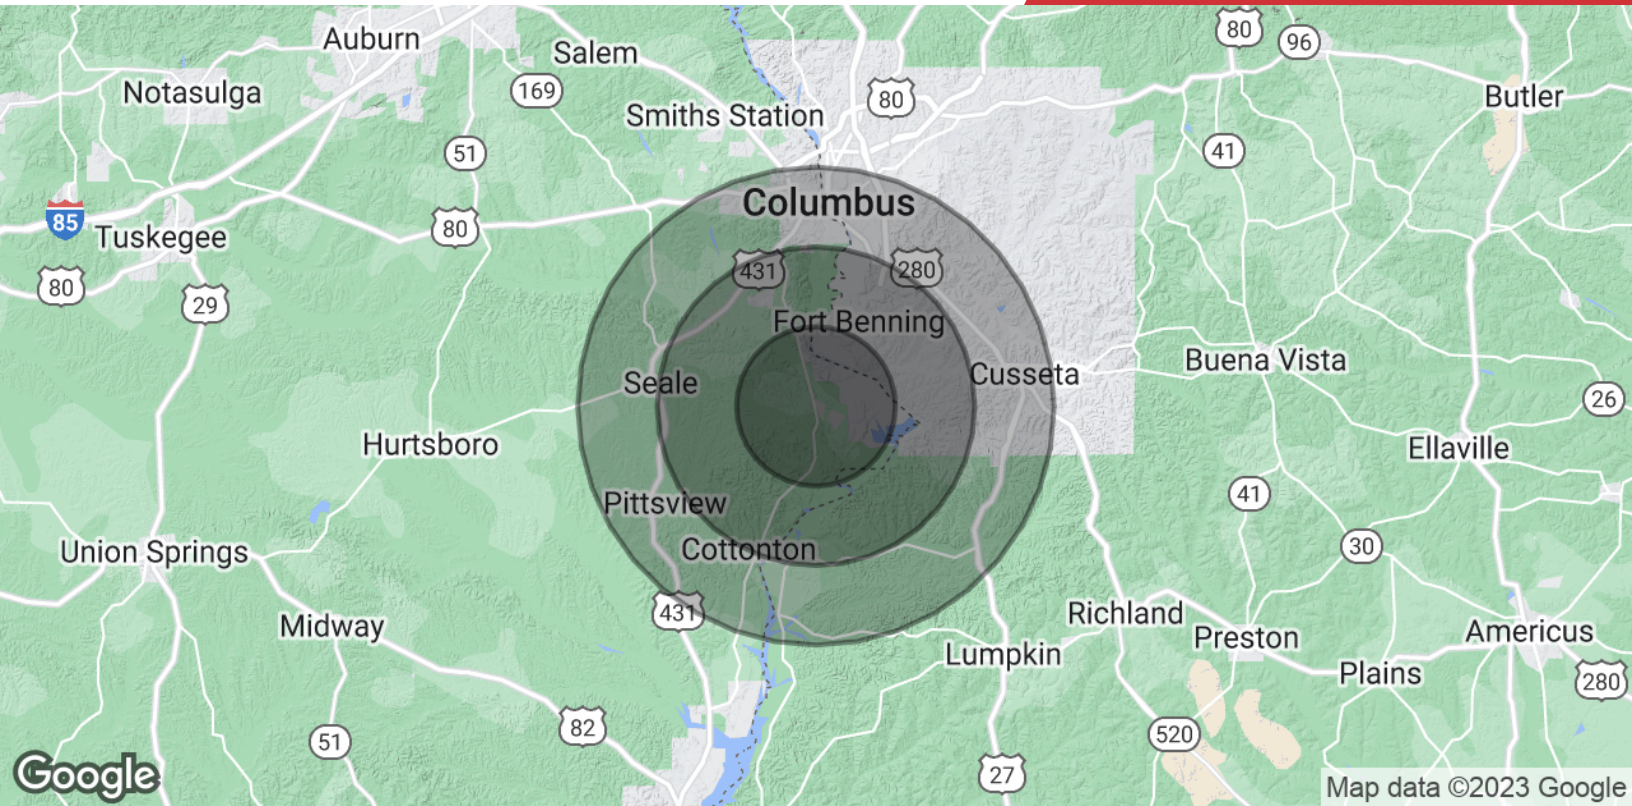 Auburn
Salem
80
96
Notasulga
169
80
Butler
Smiths Station
51
41
Columbus
85
80
Tuskegee
431
280
80
29
Fort Benning
Buena Vista
Seale
Cusseta
26
Hurtsboro
Ellaville
41
Pittsview
Union Springs
Cottonton
30
431
Richland
Midway
Preston
Americus
Lumpkin
Plains
280
82
520
51
27
Google
Map data ©2023 Google